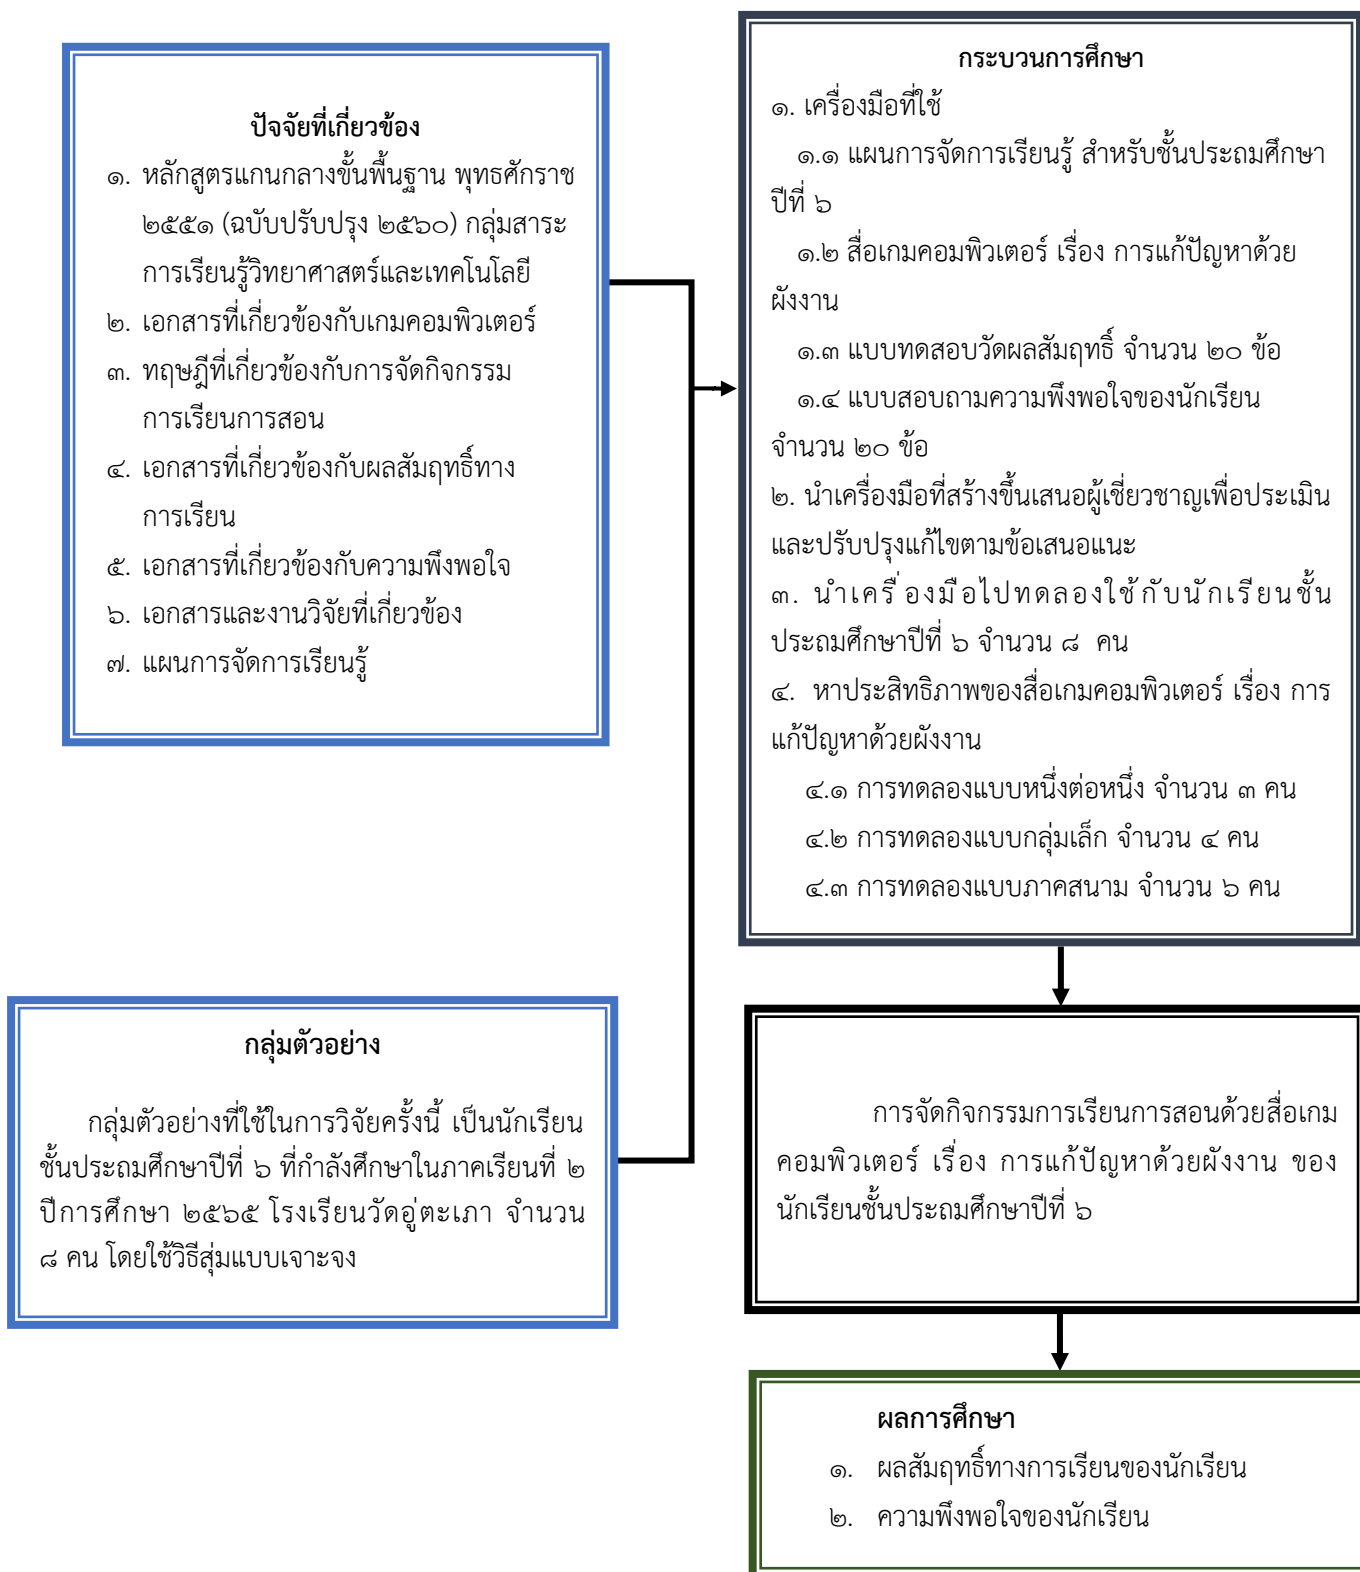 ปัจจัยที่เกี่ยวข้อง
๑. หลักสูตรแกนกลางขั้นพื้นฐาน พุทธศักราช
๒๕๕๑ (ฉบับปรับปรุง ๒๕๖๐) กลุ่มสาระ
การเรียนรู้วิทยาศาสตร์และเทคโนโลยี
๒. เอกสารที่เกี่ยวข้องกับเกมคอมพิวเตอร์
๓. ทฤษฎีที่เกี่ยวข้องกับการจัดกิจกรรม
การเรียนการสอน
๔. เอกสารที่เกี่ยวข้องกับผลสัมฤทธิ์ทาง
การเรียน
๕. เอกสารที่เกี่ยวข้องกับความพึงพอใจ
๖. เอกสารและงานวิจัยที่เกี่ยวข้อง
๗. แผนการจัดการเรียนรู้
กลุ่มตัวอย่าง
กลุ่มตัวอย่างที่ใช้ในการวิจัยครั้งนี้ เป็นนักเรียน
ชั้นประถมศึกษาปีที่ ๖ ที่กำลังศึกษาในภาคเรียนที่ ๒
ปีการศึกษา ๒๕๖๕ โรงเรียนวัดอู่ตะเภา จำนวน
๘ คน โดยใช้วิธีสุ่มแบบเจาะจง
กระบวนการศึกษา
๑. เครื่องมือที่ใช้
๑.๑ แผนการจัดการเรียนรู้ สำหรับชั้นประถมศึกษา
ปีที่ ๖
๑.๒ สื่อเกมคอมพิวเตอร์ เรื่อง การแก้ปัญหาด้วย
ผังงาน
๑.๓ แบบทดสอบวัดผลสัมฤทธิ์ จำนวน ๒๐ ข้อ
๑.๔ แบบสอบถามความพึงพอใจของนักเรียน
จำนวน ๒๐ ข้อ
๒. นำเครื่องมือที่สร้างขึ้นเสนอผู้เชี่ยวชาญเพื่อประเมิน
และปรับปรุงแก้ไขตามข้อเสนอแนะ
๓. นำเครื่องมือไปทดลองใช้กับนักเรียนชั้น
ประถมศึกษาปีที่ ๖ จำนวน ๘ คน
๔. หาประสิทธิภาพของสื่อเกมคอมพิวเตอร์ เรื่อง การ
แก้ปัญหาด้วยผังงาน
๔.๑ การทดลองแบบหนึ่งต่อหนึ่ง จำนวน ๓ คน
๔.๒ การทดลองแบบกลุ่มเล็ก จำนวน ๔ คน
๔.๓ การทดลองแบบภาคสนาม จำนวน ๖ คน
การจัดกิจกรรมการเรียนการสอนด้วยสื่อเกม
คอมพิวเตอร์ เรื่อง การแก้ปัญหาด้วยผังงาน ของ
นักเรียนชั้นประถมศึกษาปีที่ ๖
ผลการศึกษา
๑. ผลสัมฤทธิ์ทางการเรียนของนักเรียน
๒. ความพึงพอใจของนักเรียน